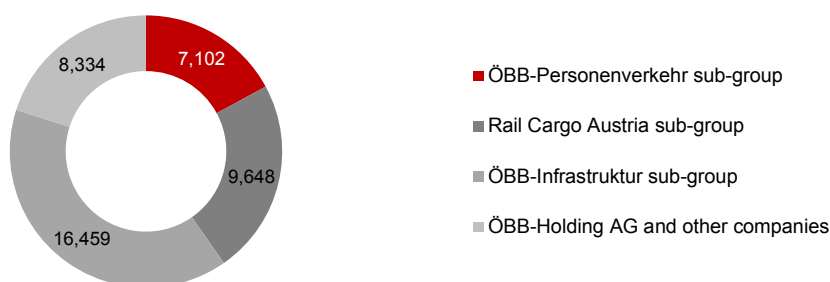 7,102
8,334
9,648
16,459
ÖBB-Personenverkehr sub-group
Rail Cargo Austria sub-group
ÖBB-Infrastruktur sub-group
ÖBB-Holding AG and other companies